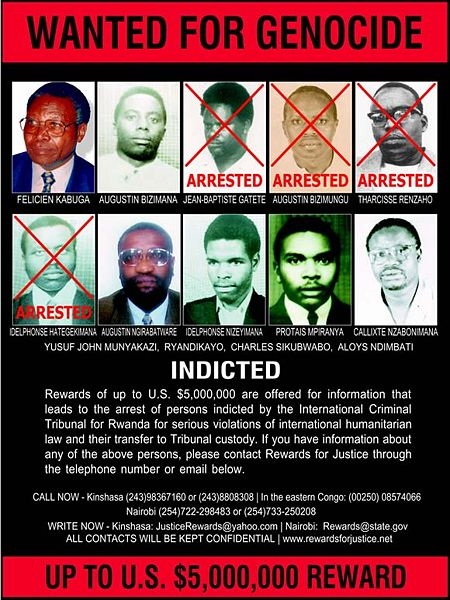 WANTED FOR GENOCIDE
ARRESTED ARRESTED ARRESTED
FELICIEN KABUGA AUGUSTIN BIZIMANA JEAN-BAPTISTE GATETE AUGUSTIN BIZIMUNGU THARCISSE RENZAHO
ARRESTED
IDELPHONSE HATEGEKIMANA AUGUSTIN NGIRABATWARE IDELPHONSE NIZEYIMANA PROTAIS MPIRANYA CALLIXTE NZABONIMANA
YUSUF JOHN MUNYAKAZI, RYANDIKAYO, CHARLES SIKUBWABO, ALOYS NDIMBATI
INDICTED
Rewards of up to U.S. $5,000,000 are offered for information that
leads to the arrest of persons indicted by the International Criminal
Tribunal for Rwanda for serious violations of international humanitarian
law and their transfer to Tribunal custody. If you have information about
any of the above persons, please contact Rewards for Justice through
the telephone number or email below.
CALL NOW - Kinshasa (243)98367160 or (243)8808308 | In the eastern Congo: (00250) 08574066
Nairobi (254)722-298483 or (254)733-250208
WRITE NOW - Kinshasa: JusticeRewards@yahoo.com | Nairobi: Rewards@state.gov
ALL CONTACTS WILL BE KEPT CONFIDENTIAL | www.rewardsforjustice.net
UP TO U.S. $5,000,000 REWARD